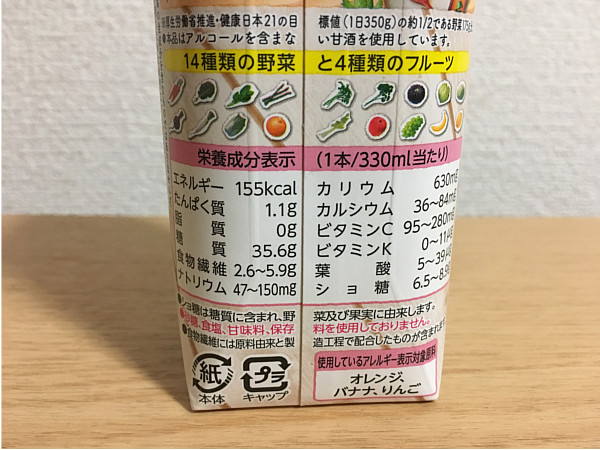 厚生労働省推進・健康日本21の目
標値（1日350g）の約1/2である野菜175g分
●本品はアルコールを含まな
い甘酒を使用しています。
14種類の野菜
と4種類のフルーツ
栄養成分表示
（1本/330ml当たり）
エネルギー 155kcal
たんぱく質 1.1g
脂質 0g
糖質 35.6g
食物繊維 2.6～5.9g
ナトリウム 47～150mg
カリウム 630mg
カルシウム 36～84mg
ビタミンC 95～280mg
ビタミンK 0～11μg
葉酸 5～39μg
ショ糖 6.5～8.9g
●ショ糖は糖質に含まれ、野
菜及び果実に由来します。
●砂糖、食塩、甘味料、保存
料を使用しておりません。
●食物繊維には原料由来と製
造工程で配合したものが含まれ
紙
本体
プラ
キャップ
使用しているアレルギー表示対象原料
オレンジ、
バナナ、りんご